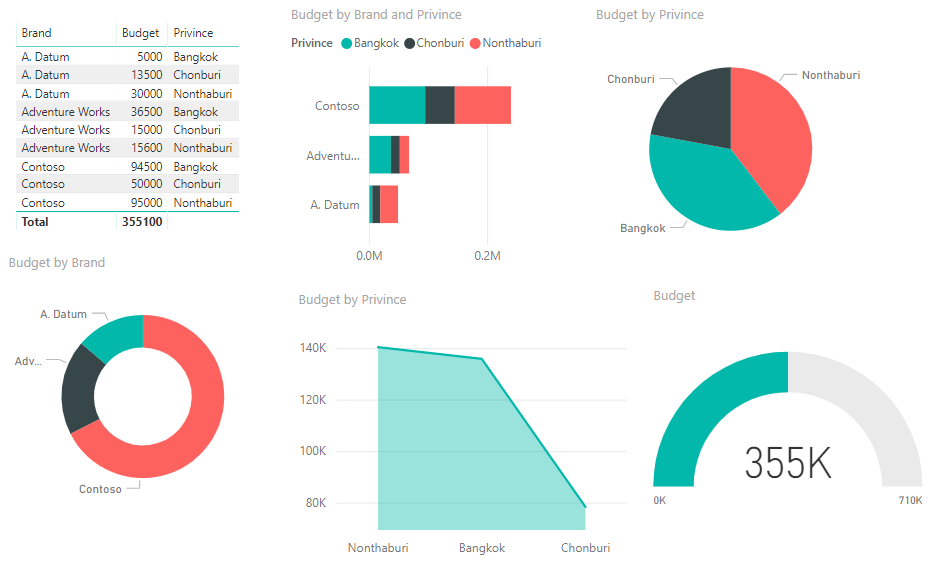 Brand Budget Privince
A. Datum 5000 Bangkok
A. Datum 13500 Chonburi
A. Datum 30000 Nonthaburi
Adventure Works 36500 Bangkok
Adventure Works 15000 Chonburi
Adventure Works 15600 Nonthaburi
Contoso 94500 Bangkok
Contoso 50000 Chonburi
Contoso 95000 Nonthaburi
Total 355100
Budget by Brand and Privince
Privince Bangkok Chonburi Nonthaburi
Contoso
Adventu...
A. Datum
0.0M 0.2M
Budget by Privince
Chonburi
Nonthaburi
Bangkok
Budget by Brand
A. Datum
Adv...
Contoso
Budget by Privince
140K
120K
100K
80K
Nonthaburi Bangkok Chonburi
Budget
355K
0K 710K